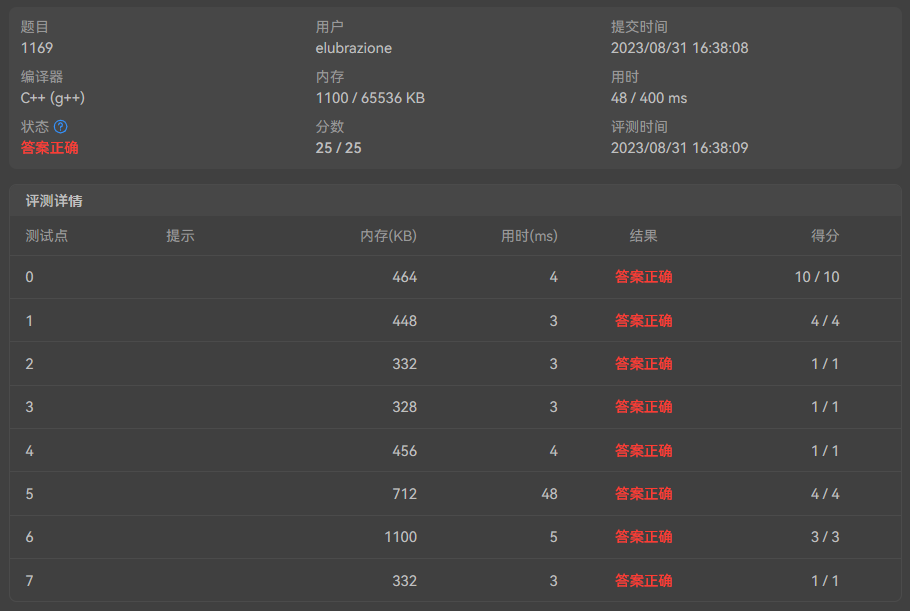 题目 用户 提交时间
1169 elubrazione 2023/08/31 16:38:08
编译器 内存 用时
C++ (g++) 1100 / 65536 KB 48 / 400 ms
状态 ? 分数 评测时间
答案正确 25 / 25 2023/08/31 16:38:09
评测详情
测试点 提示 内存(KB) 用时(ms) 结果 得分
0 464 4 答案正确 10 / 10
1 448 3 答案正确 4 / 4
2 332 3 答案正确 1 / 1
3 328 3 答案正确 1 / 1
4 456 4 答案正确 1 / 1
5 712 48 答案正确 4 / 4
6 1100 5 答案正确 3 / 3
7 332 3 答案正确 1 / 1